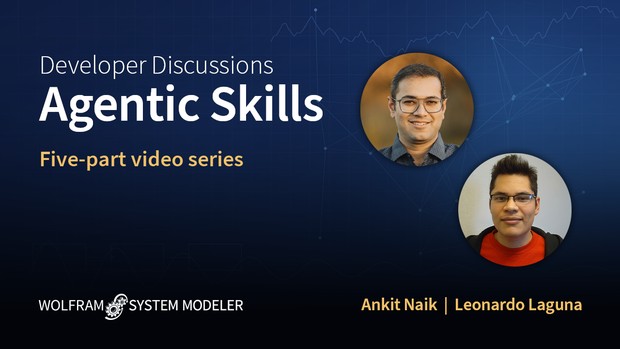 Developer Discussions
Agentic Skills
Five-part video series
WOLFRAM SYSTEM MODELER
Ankit Naik | Leonardo Laguna